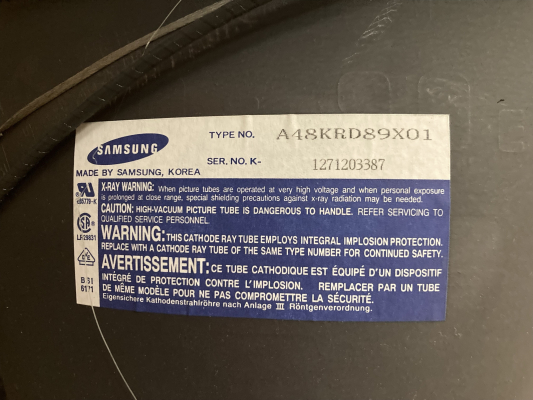 SAMSUNG
TYPE NO. A48KRD89X01
SER. NO. K- 1271203387
MADE BY SAMSUNG, KOREA
X-RAY WARNING: When picture tubes are operated at very high voltage and when personal exposure
is prolonged at close range, special shielding precautions against x-ray radiation may be needed.
CAUTION: HIGH-VACUUM PICTURE TUBE IS DANGEROUS TO HANDLE. REFER SERVICING TO
QUALIFIED SERVICE PERSONNEL
WARNING: THIS CATHODE RAY TUBE EMPLOYS INTEGRAL IMPLOSION PROTECTION.
REPLACE WITH A CATHODE RAY TUBE OF THE SAME TYPE NUMBER FOR CONTINUED SAFETY.
AVERTISSEMENT: CE TUBE CATHODIQUE EST ÉQUIPÉ D'UN DISPOSITIF
INTÉGRÉ DE PROTECTION CONTRE L'IMPLOSION. REMPLACER PAR UN TUBE
DE MÊME MODÈLE POUR NE PAS COMPROMETTRE LA SÉCURITÉ.
Eigensichere Kathodenstrahlröhre nach Anlage III Röntgenverordnung.
LR29831